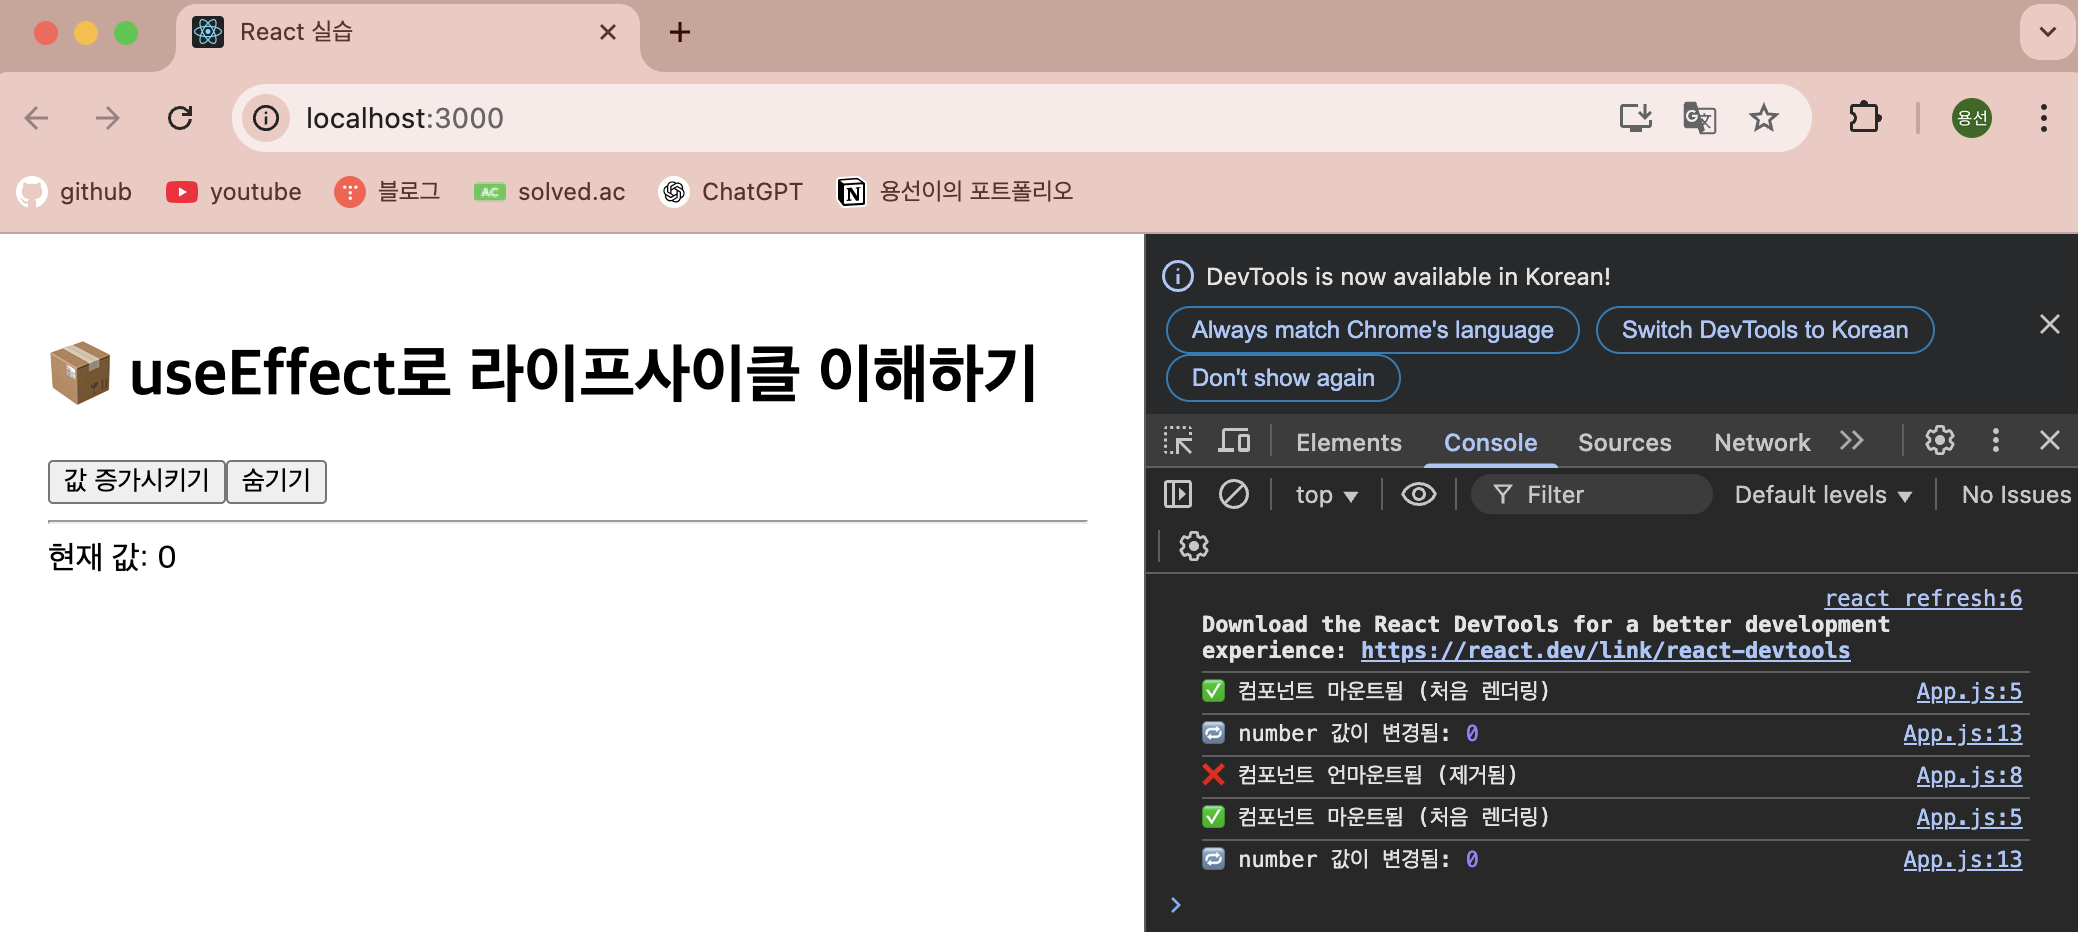 React 실습
localhost:3000
용선
github youtube 블로그 AC solved.ac ChatGPT 용선이의 포트폴리오
📦 useEffect로 라이프사이클 이해하기
값 증가시키기 숨기기
현재 값: 0
DevTools is now available in Korean!
Always match Chrome's language Switch DevTools to Korean
Don't show again
Elements Console Sources Network
top ▼ Filter Default levels ▼ No Issues
react refresh:6
Download the React DevTools for a better development
experience: https://react.dev/link/react-devtools
✅ 컴포넌트 마운트됨 (처음 렌더링) App.js:5
🔁 number 값이 변경됨: 0 App.js:13
❌ 컴포넌트 언마운트됨 (제거됨) App.js:8
✅ 컴포넌트 마운트됨 (처음 렌더링) App.js:5
🔁 number 값이 변경됨: 0 App.js:13